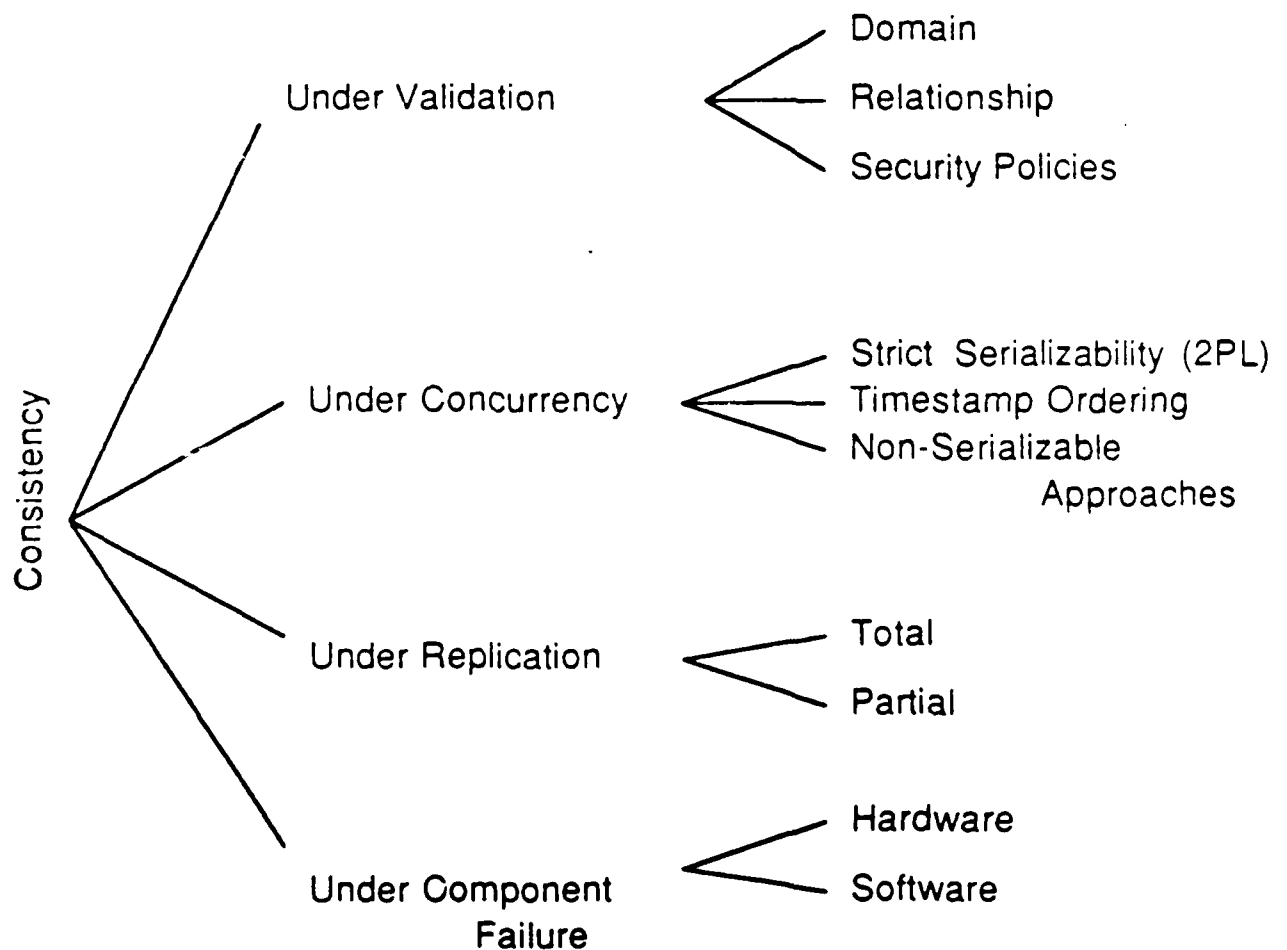 Consistency
Under Validation
Domain
Relationship
Security Policies
Under Concurrency
Strict Serializability (2PL)
Timestamp Ordering
Non-Serializable
Approaches
Under Replication
Total
Partial
Under Component
Failure
Hardware
Software